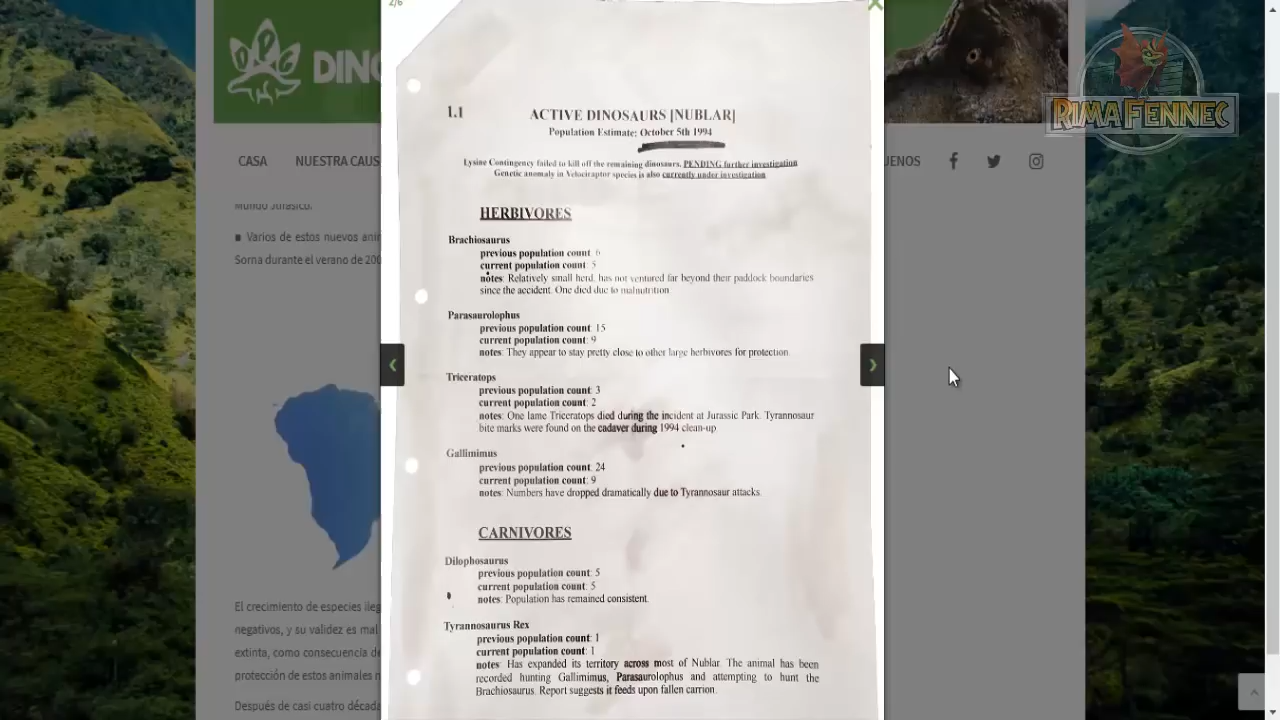 2/6
DINO
RIMA FENNEC
CASA
NUESTRA CAUS
Mundo Jurásico.
■ Varios de estos nuevos anim
Sorna durante el verano de 200
El crecimiento de especies ileg
negativos, y su validez es mal
extinta, como consecuencia de
protección de estos animales n
Después de casi cuatro década
1.1
ACTIVE DINOSAURS [NUBLAR]
Population Estimate: October 5th 1994
Lysine Contingency failed to kill off the remaining dinosaurs. PENDING further investigation
Genetic anomaly in Velociraptor species is also currently under investigation
HERBIVORES
Brachiosaurus
previous population count: 6
current population count: 5
notes: Relatively small herd, has not ventured far beyond their paddock boundaries
since the accident. One died due to malnutrition
Parasaurolophus
previous population count: 15
current population count: 9
notes: They appear to stay pretty close to other large herbivores for protection.
Triceratops
previous population count: 3
current population count: 2
notes: One lame Triceratops died during the incident at Jurassic Park. Tyrannosaur
bite marks were found on the cadaver during 1994 clean-up.
Gallimimus
previous population count: 24
current population count: 9
notes: Numbers have dropped dramatically due to Tyrannosaur attacks.
CARNIVORES
Dilophosaurus
previous population count: 5
current population count: 5
notes: Population has remained consistent.
Tyrannosaurus Rex
previous population count: 1
current population count: 1
notes: Has expanded its territory across most of Nublar. The animal has been
recorded hunting Gallimimus, Parasaurolophus and attempting to hunt the
Brachiosaurus. Report suggests it feeds upon fallen carrion.
UENOS